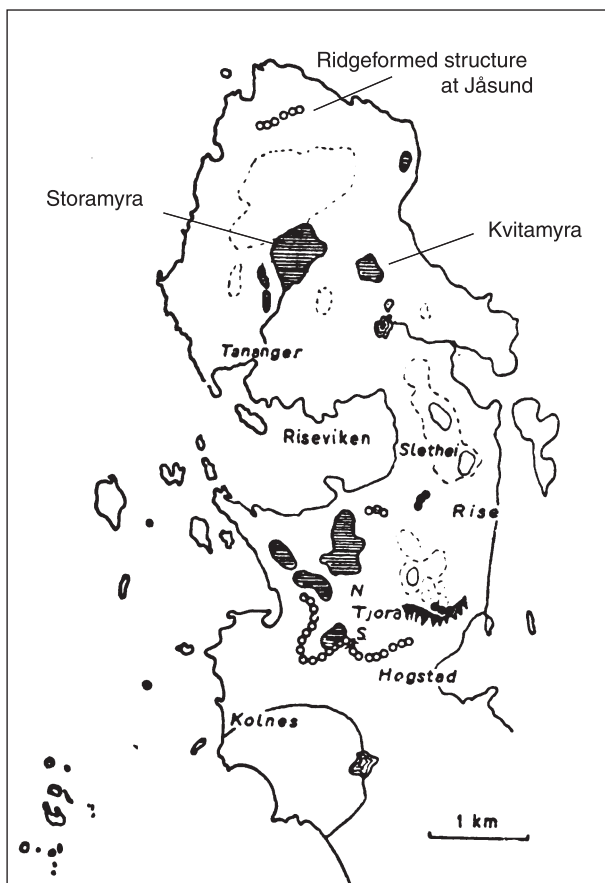 Ridgeformed structure
at Jåsund
Storamyra
Kvitamyra
Tananger
Riseviken
Slethei
Rise
N
Tjora
S
Hogstad
Kolnes
1 km